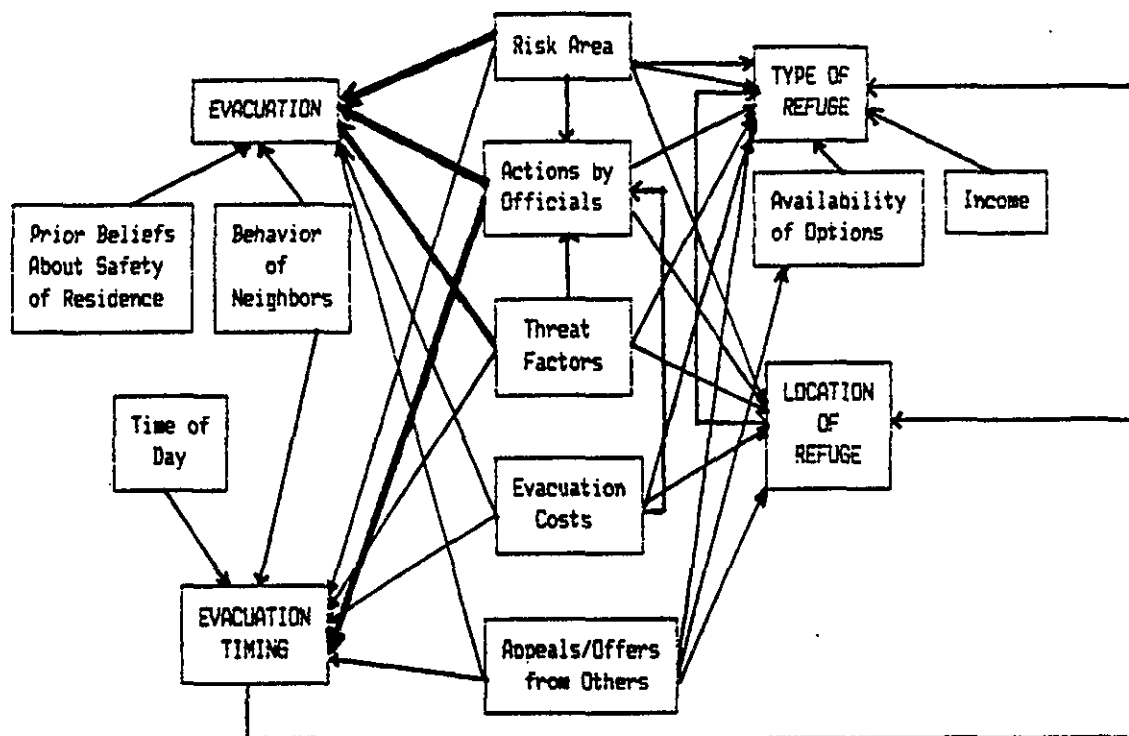 Risk Area
TYPE OF
REFUGE
EVACUATION
Actions by
Officials
Availability
of Options
Income
Prior Beliefs
About Safety
of Residence
Behavior
of
Neighbors
Threat
Factors
LOCATION
OF
REFUGE
Time of
Day
Evacuation
Costs
EVACUATION
TIMING
Appeals/Offers
from Others